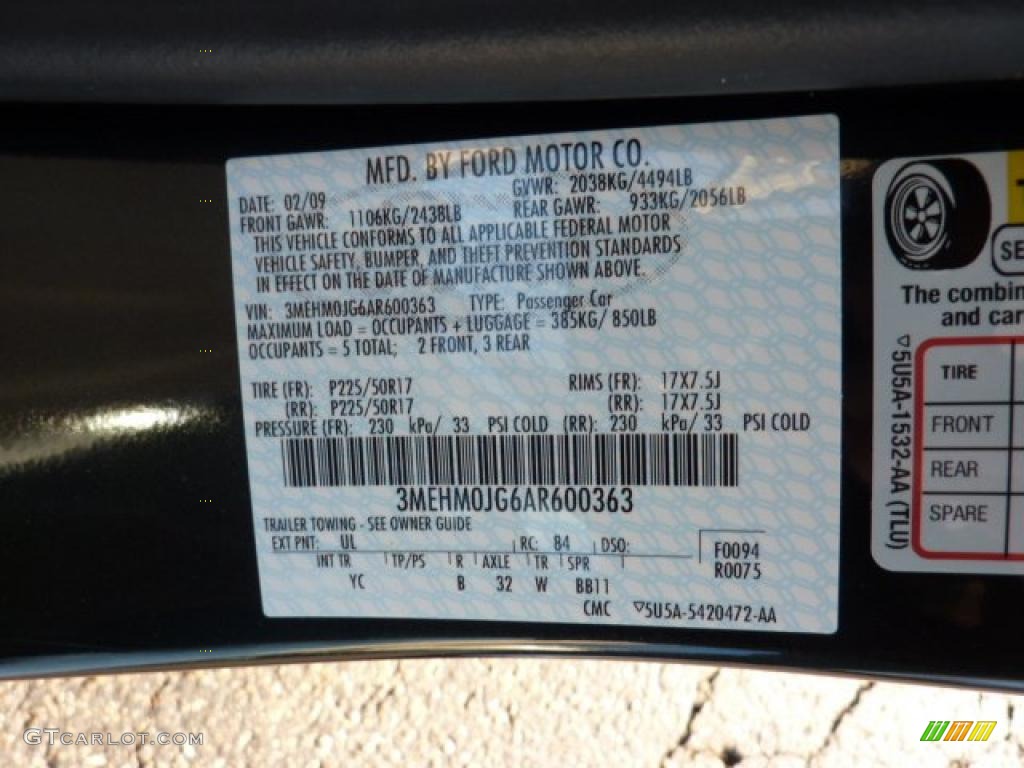 MFD. BY FORD MOTOR CO.
DATE: 02/09 GVWR: 2038KG/4494LB
FRONT GAWR: 1106KG/2438LB REAR GAWR: 933KG/2056LB
THIS VEHICLE CONFORMS TO ALL APPLICABLE FEDERAL MOTOR
VEHICLE SAFETY, BUMPER, AND THEFT PREVENTION STANDARDS
IN EFFECT ON THE DATE OF MANUFACTURE SHOWN ABOVE.
VIN: 3MEHM0JG6AR600363 TYPE: Passenger Car
MAXIMUM LOAD = OCCUPANTS + LUGGAGE = 385KG/ 850LB
OCCUPANTS = 5 TOTAL; 2 FRONT, 3 REAR
TIRE (FR): P225/50R17 RIMS (FR): 17X7.5J
(RR): P225/50R17 (RR): 17X7.5J
PRESSURE (FR): 230 kPa/ 33 PSI COLD (RR): 230 kPa/ 33 PSI COLD
3MEHM0JG6AR600363
TRAILER TOWING - SEE OWNER GUIDE
EXT PNT: UL RC: 84 DSO: F0094
INT TR TP/PS R AXLE TR SPR R0075
YC B 32 W BB11
CMC ▽5U5A-5420472-AA
SE
The combin
and car
▽5U5A-1532-AA (TLU)
TIRE
FRONT
REAR
SPARE
GTCARLOT.COM